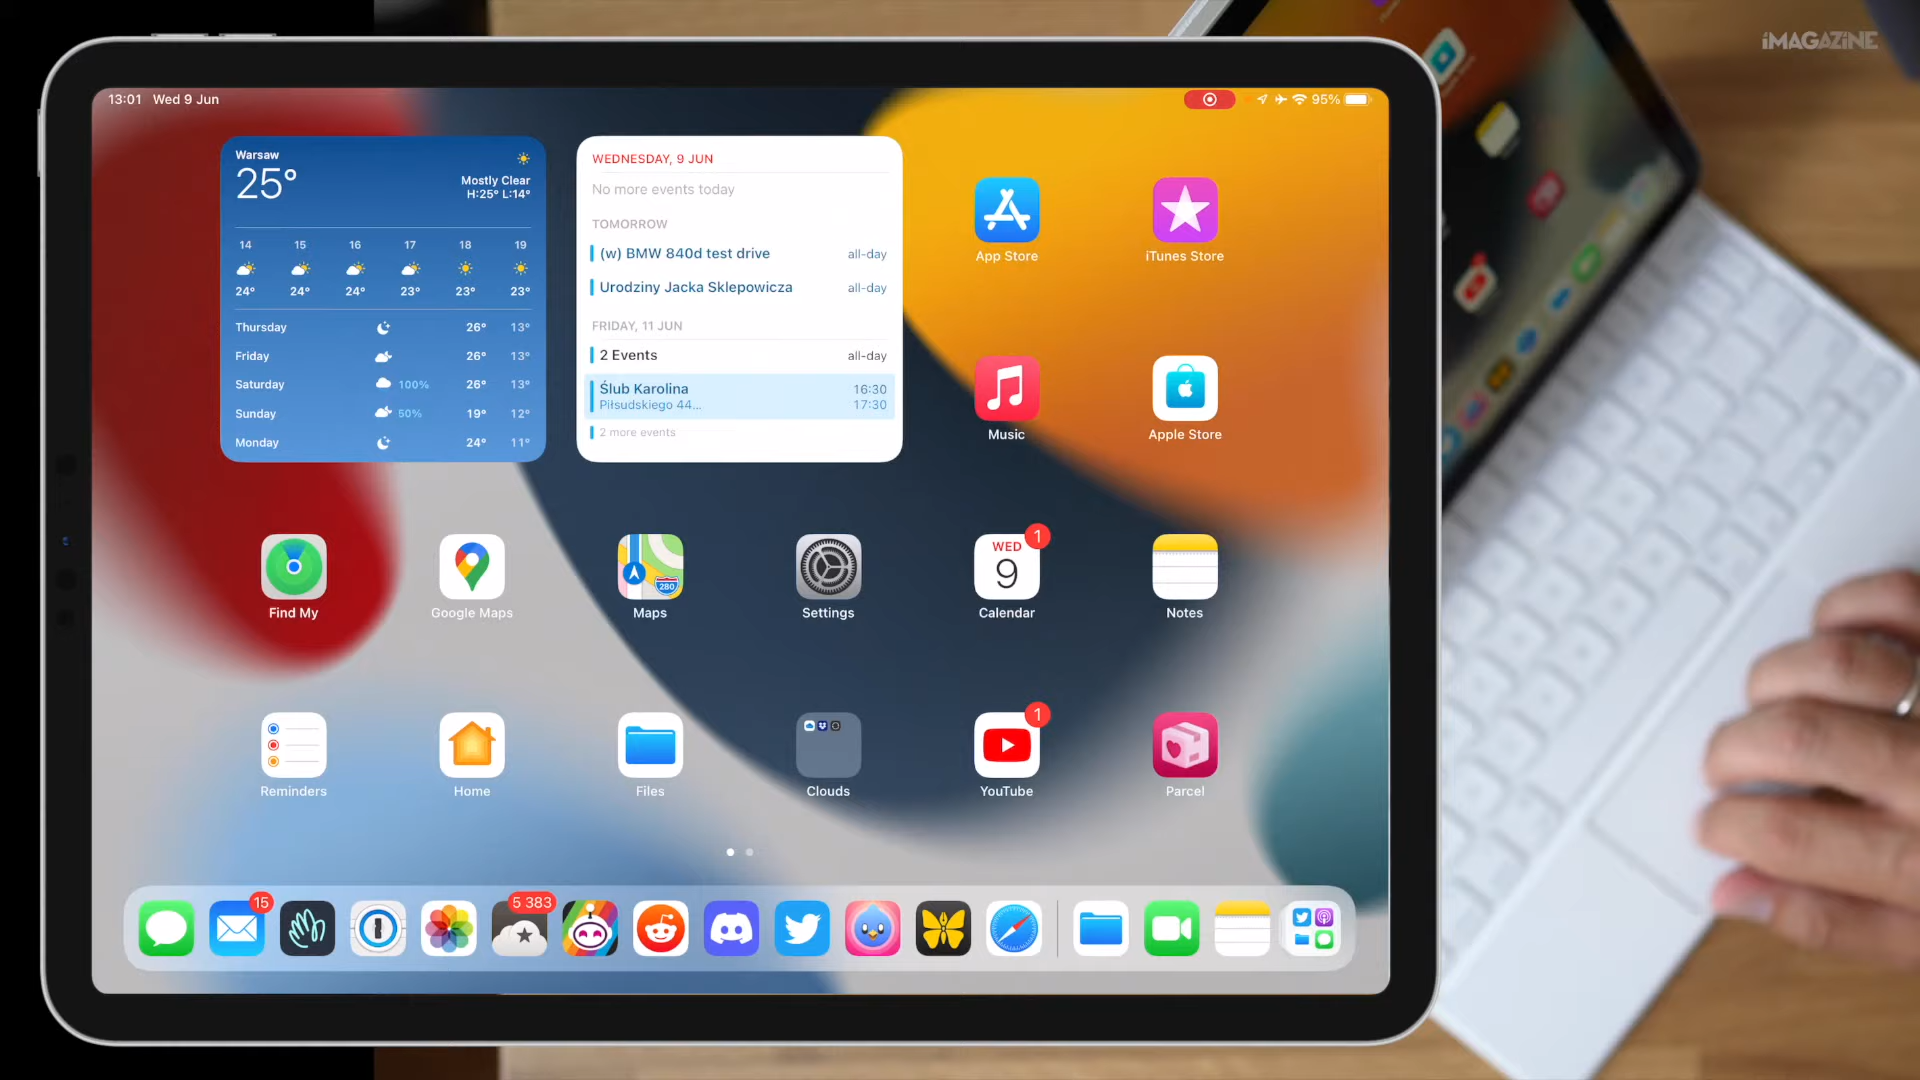 iMAGAZINE
13:01 Wed 9 Jun
95%
Warsaw
25°
Mostly Clear
H:25° L:14°
14 15 16 17 18 19
24° 24° 24° 23° 23° 23°
Thursday 26° 13°
Friday 26° 13°
Saturday 100% 26° 13°
Sunday 50% 19° 12°
Monday 24° 11°
WEDNESDAY, 9 JUN
No more events today
TOMORROW
(w) BMW 840d test drive all-day
Urodziny Jacka Sklepowicza all-day
FRIDAY, 11 JUN
2 Events all-day
Ślub Karolina 16:30
Piłsudskiego 44... 17:30
2 more events
App Store
iTunes Store
Music
Apple Store
280
WED
9
1
Find My
Google Maps
Maps
Settings
Calendar
Notes
1
Reminders
Home
Files
Clouds
YouTube
Parcel
15
5 383